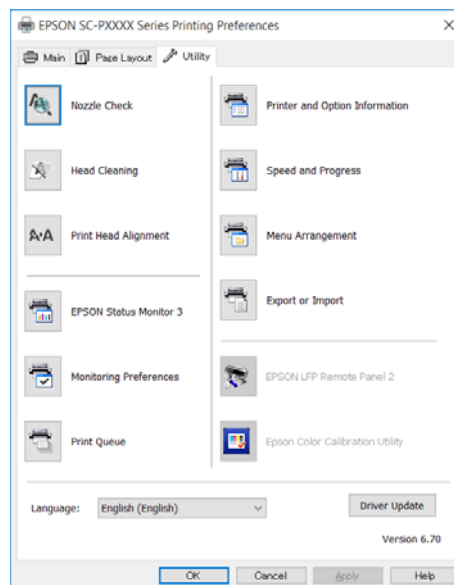 EPSON SC-PXXXX Series Printing Preferences
Main
Page Layout
Utility
Nozzle Check
Printer and Option Information
Head Cleaning
Speed and Progress
Print Head Alignment
Menu Arrangement
EPSON Status Monitor 3
Export or Import
Monitoring Preferences
EPSON LFP Remote Panel 2
Print Queue
Epson Color Calibration Utility
Language:
English (English)
Driver Update
Version 6.70
OK
Cancel
Apply
Help